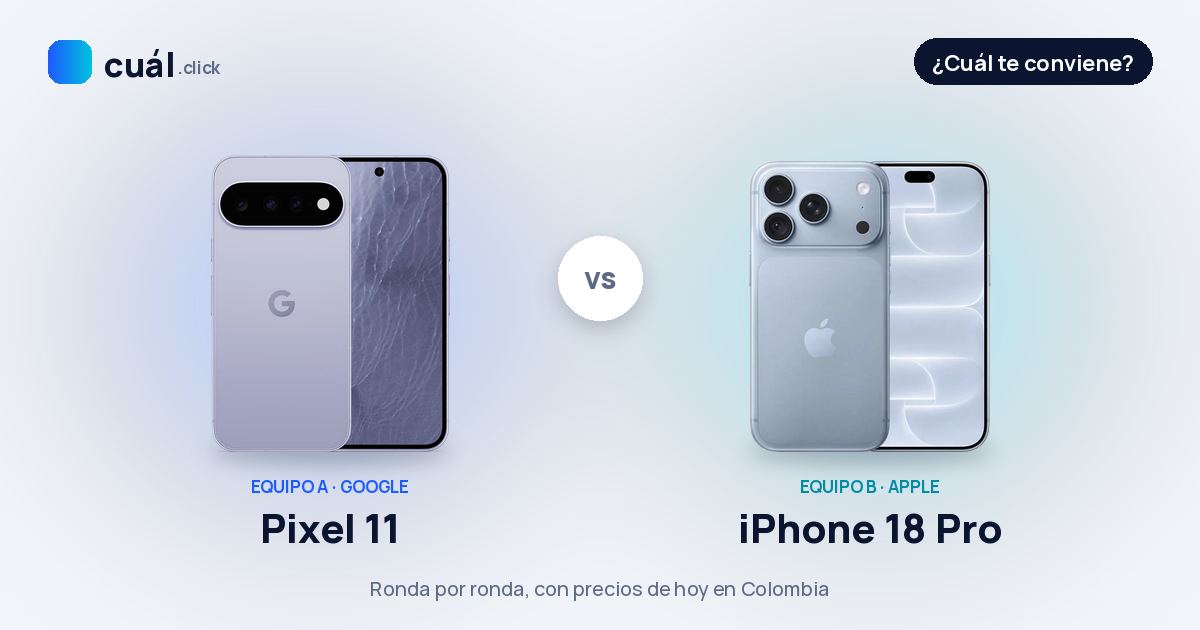 cuál.click
¿Cuál te conviene?
VS
EQUIPO A · GOOGLE
Pixel 11
EQUIPO B · APPLE
iPhone 18 Pro
Ronda por ronda, con precios de hoy en Colombia